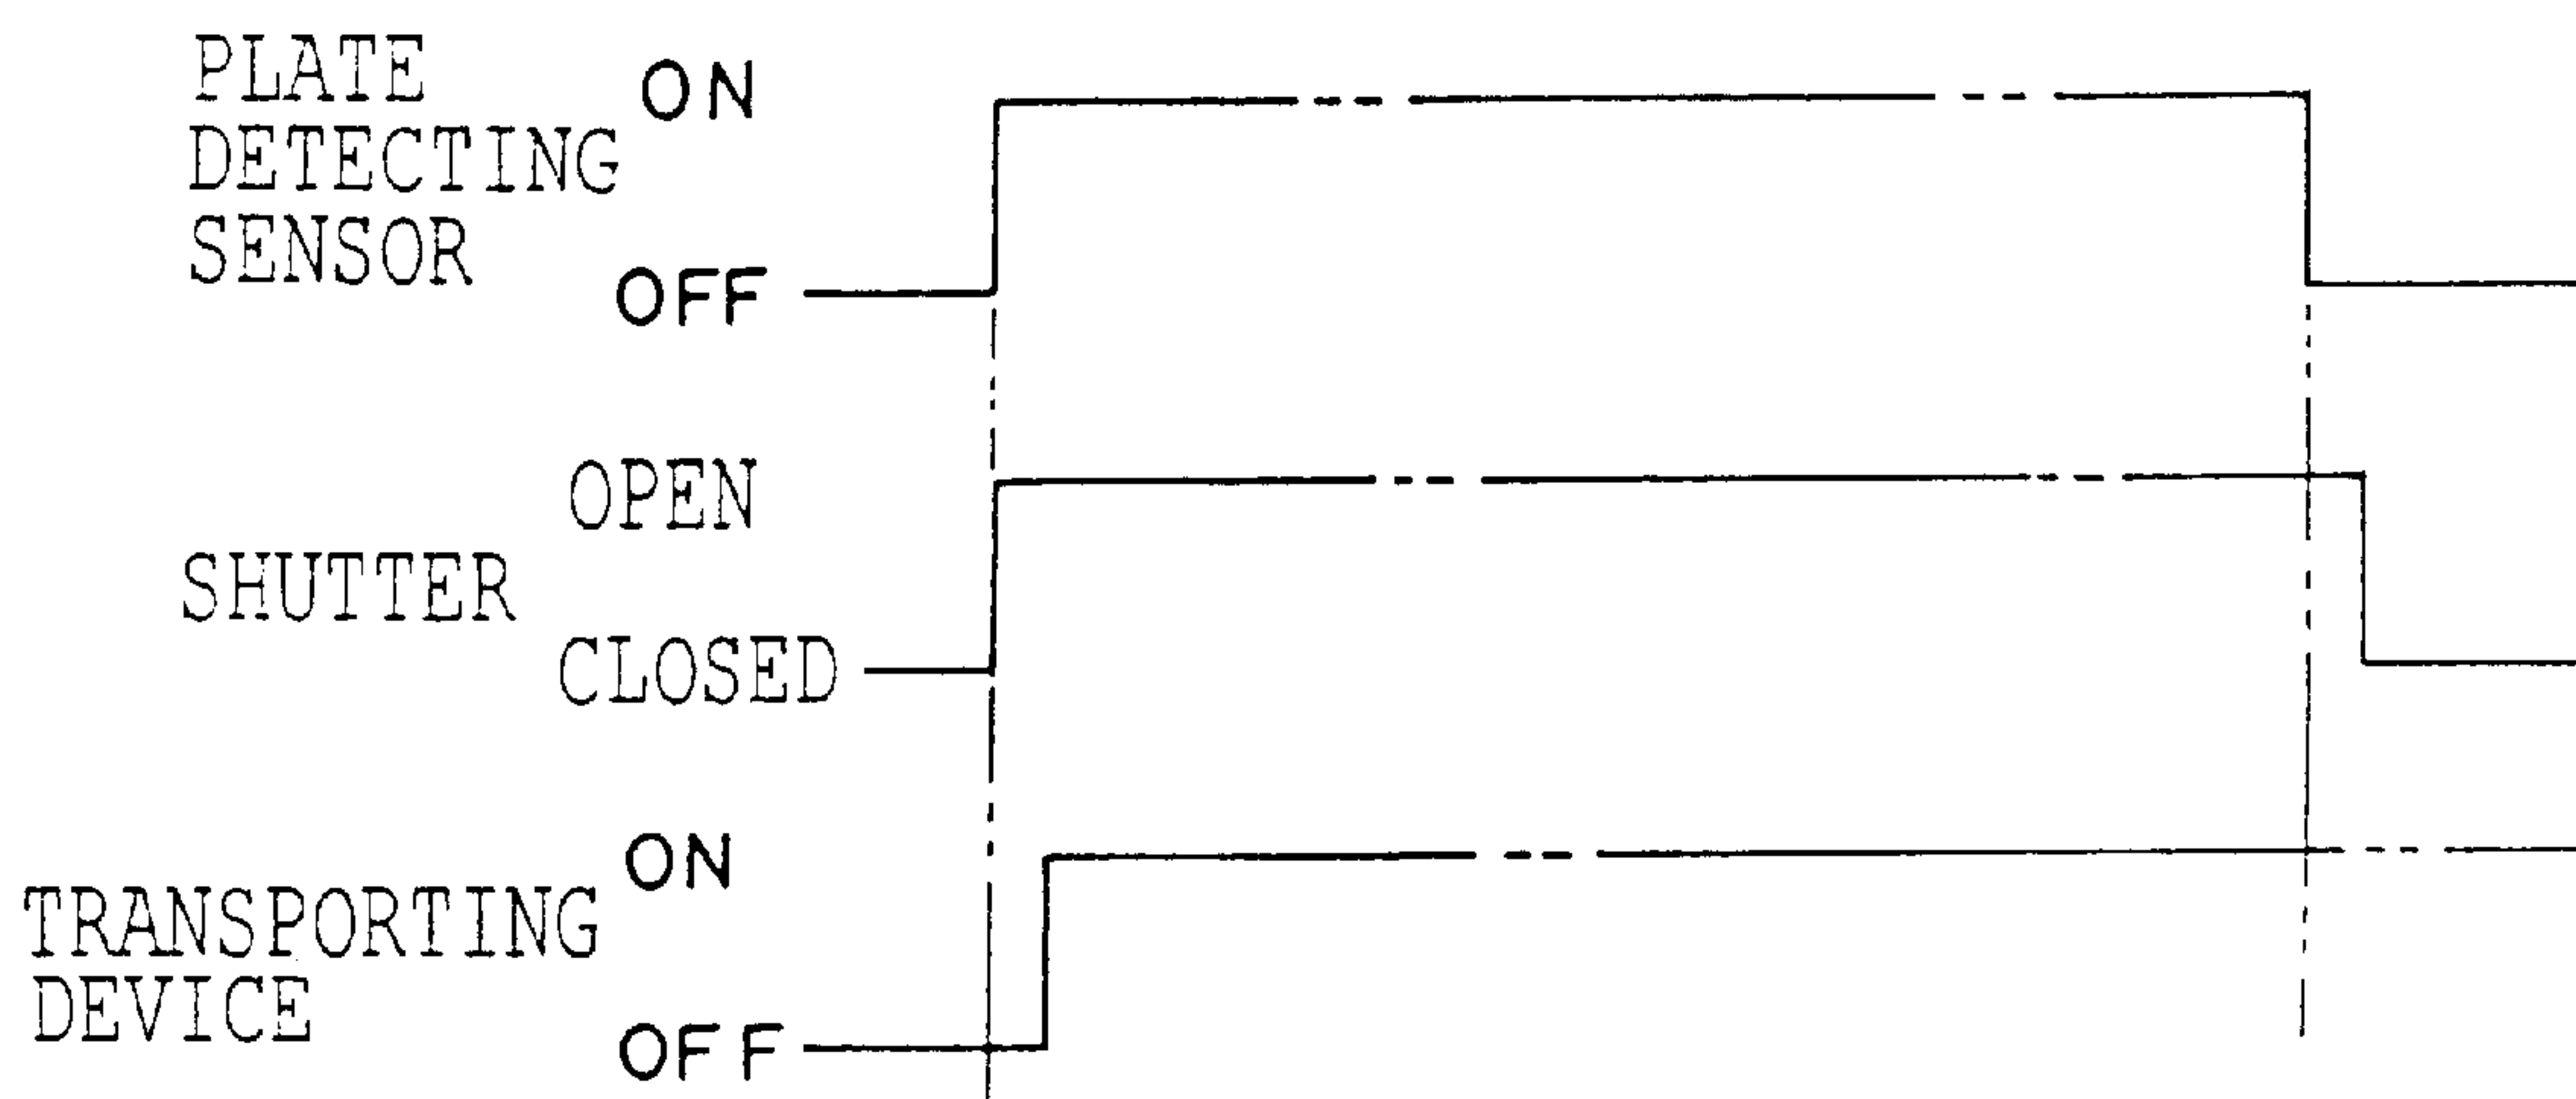 PLATE
DETECTING
SENSOR
ON
OFF
OPEN
SHUTTER
CLOSED
ON
TRANSPORTING
DEVICE
OFF